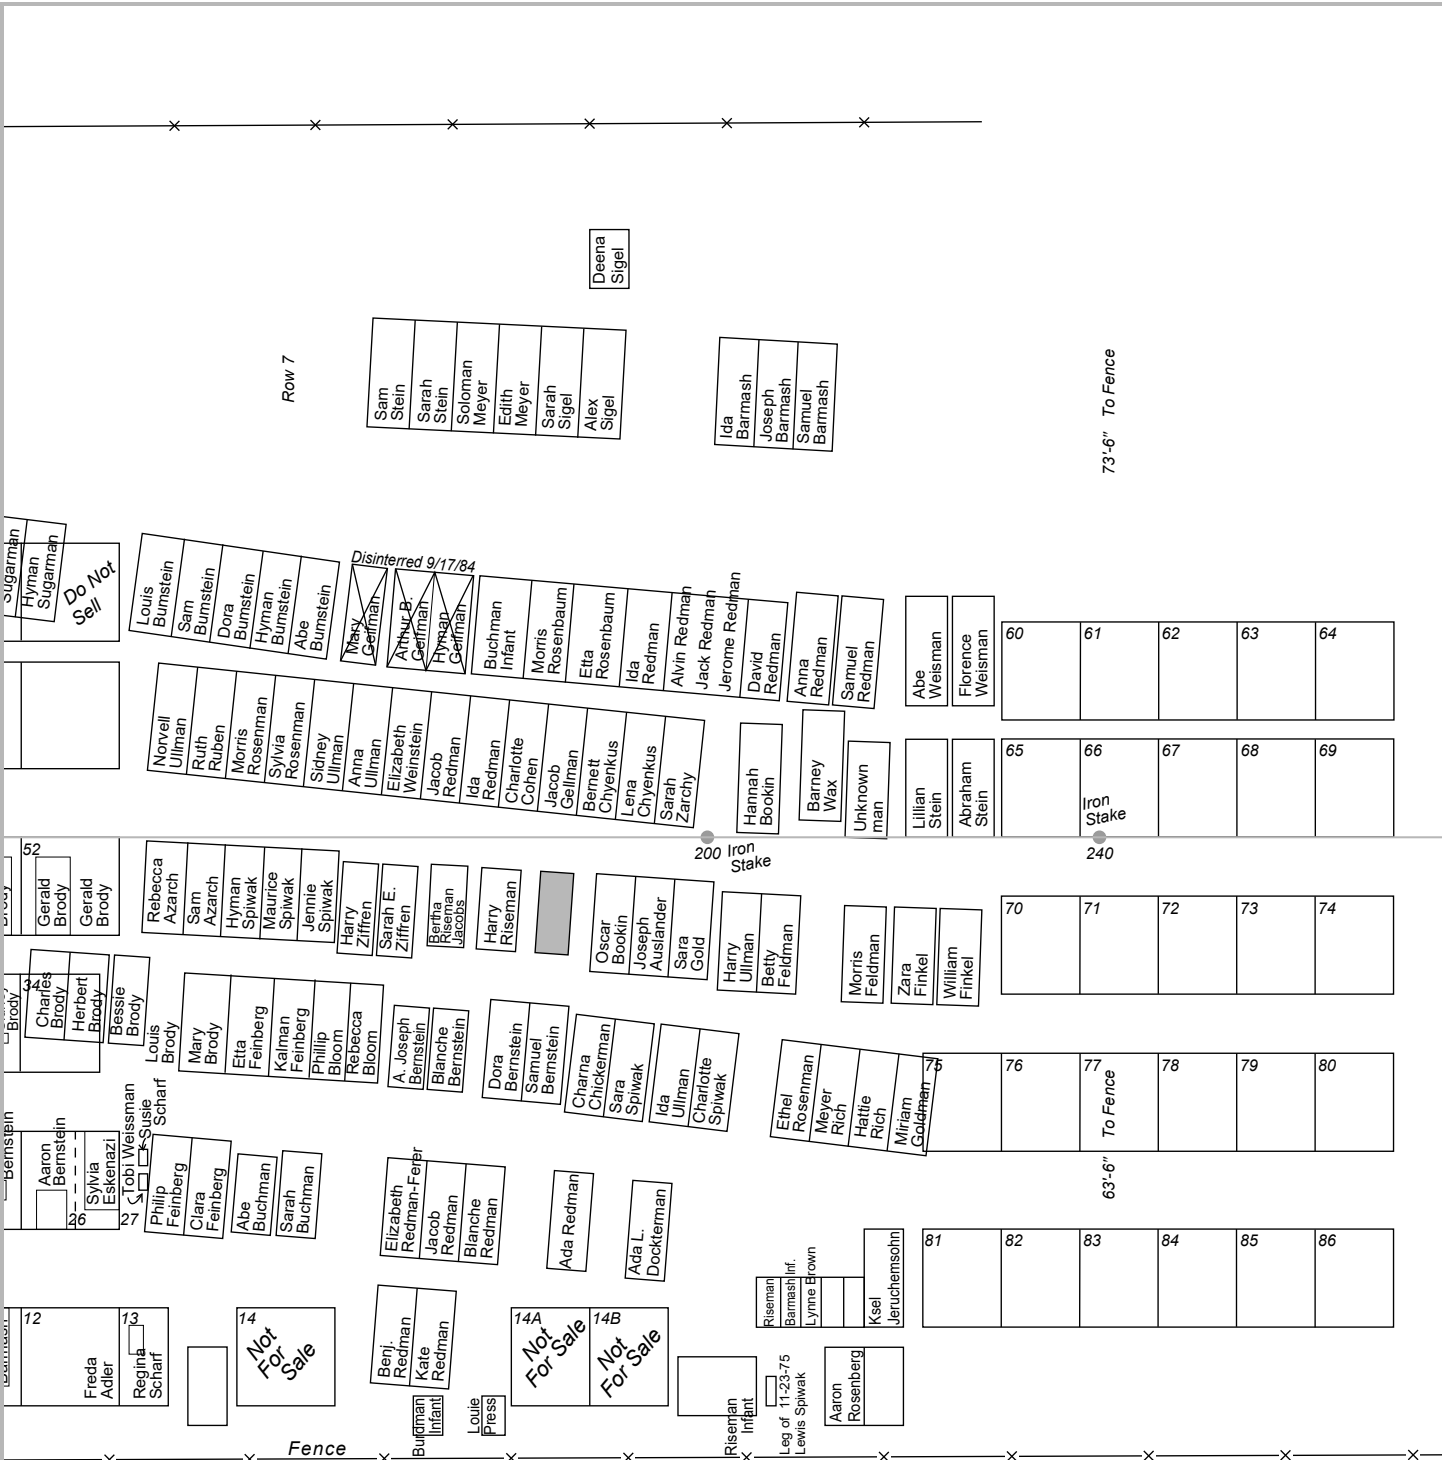 Deena
Sigel
Row 7
Sam
Stein
Sarah
Stein
Soloman
Meyer
Edith
Meyer
Sarah
Sigel
Alex
Sigel
Ida
Barmash
Joseph
Barmash
Samuel
Barmash
73'-6" To Fence
Sugarman
Hyman
Sugarman
Do Not
Sell
Louis
Bumstein
Sam
Bumstein
Dora
Bumstein
Hyman
Bumstein
Abe
Bumstein
Disinterred 9/17/84
Mary
Geifman
Arthur B.
Geifman
Hyman
Geifman
Buchman
Infant
Morris
Rosenbaum
Etta
Rosenbaum
Ida
Redman
Alvin Redman
Jack Redman
Jerome Redman
David
Redman
Anna
Redman
Samuel
Redman
Abe
Weisman
Florence
Weisman
60
61
62
63
64
Norvell
Ullman
Ruth
Ruben
Morris
Rosenman
Sylvia
Rosenman
Sidney
Ullman
Anna
Ullman
Elizabeth
Weinstein
Jacob
Redman
Ida
Redman
Charlotte
Cohen
Jacob
Gellman
Bernett
Chyenkus
Lena
Chyenkus
Sarah
Zarchy
Hannah
Bookin
Barney
Wax
Unknown
man
Lillian
Stein
Abraham
Stein
65
66
67
68
69
Iron
Stake
200
Iron
Stake
240
Brody
52
Gerald
Brody
Gerald
Brody
Rebecca
Azarch
Sam
Azarch
Hyman
Spiwak
Maurice
Spiwak
Jennie
Spiwak
Harry
Ziffren
Sarah E.
Ziffren
Bertha
Riseman
Jacobs
Harry
Riseman
Oscar
Bookin
Joseph
Auslander
Sara
Gold
Harry
Ullman
Betty
Feldman
Morris
Feldman
Zara
Finkel
William
Finkel
70
71
72
73
74
Brody
34
Charles
Brody
Herbert
Brody
Bessie
Brody
Louis
Brody
Mary
Brody
Etta
Feinberg
Kalman
Feinberg
Phillip
Bloom
Rebecca
Bloom
A. Joseph
Bernstein
Blanche
Bernstein
Dora
Bernstein
Samuel
Bernstein
Charna
Chickerman
Sara
Spiwak
Ida
Ullman
Charlotte
Spiwak
Ethel
Rosenman
Meyer
Rich
Hattie
Rich
Miriam
Goldman
75
76
77
78
79
80
63'-6" To Fence
Bernstein
Aaron
Bernstein
26
Sylvia
Eskenazi
27
Tobi Weissman
Susie
Scharf
Philip
Feinberg
Clara
Feinberg
Abe
Buchman
Sarah
Buchman
Elizabeth
Redman-Ferer
Jacob
Redman
Blanche
Redman
Ada Redman
Ada L.
Dockterman
Riseman
Barmash Inf.
Lynne Brown
Ksel
Jeruchemsohn
81
82
83
84
85
86
12
Freda
Adler
13
Regina
Scharf
14
Not
For
Sale
Benj.
Redman
Kate
Redman
14A
Not
For Sale
14B
Not
For Sale
Burdman
Infant
Louie
Press
Riseman
Infant
Leg of 11-23-75
Lewis Spiwak
Aaron
Rosenberg
Fence